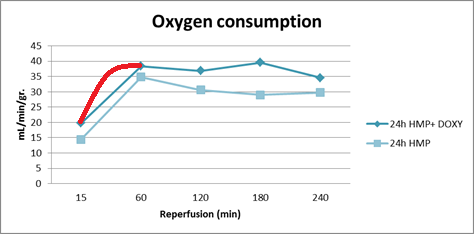 Oxygen consumption
45
40
35
30
25
20
15
10
5
0
mL/min/gr.
15 60 120 180 240
Reperfusion (min)
24h HMP+ DOXY
24h HMP